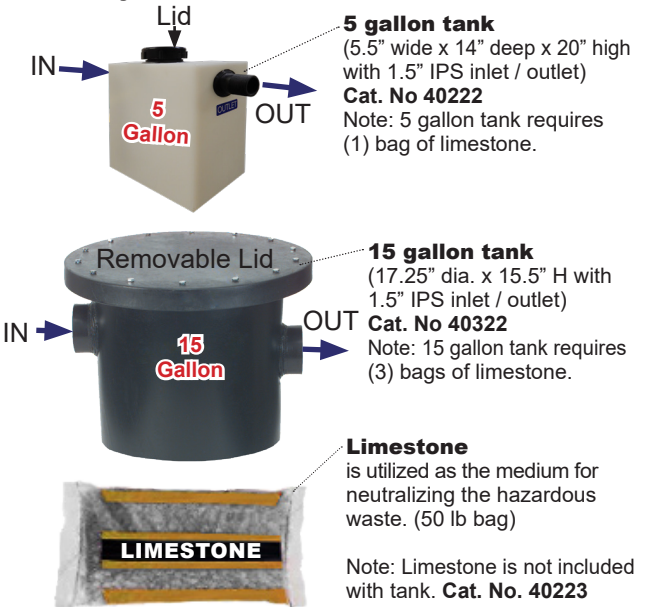 Lid
IN
5
Gallon
OUTLET
OUT
5 gallon tank
(5.5” wide x 14” deep x 20” high
with 1.5” IPS inlet / outlet)
Cat. No 40222
Note: 5 gallon tank requires
(1) bag of limestone.
Removable Lid
IN
15
Gallon
OUT
15 gallon tank
(17.25” dia. x 15.5” H with
1.5” IPS inlet / outlet)
Cat. No 40322
Note: 15 gallon tank requires
(3) bags of limestone.
LIMESTONE
Limestone
is utilized as the medium for
neutralizing the hazardous
waste. (50 lb bag)
Note: Limestone is not included
with tank. Cat. No. 40223